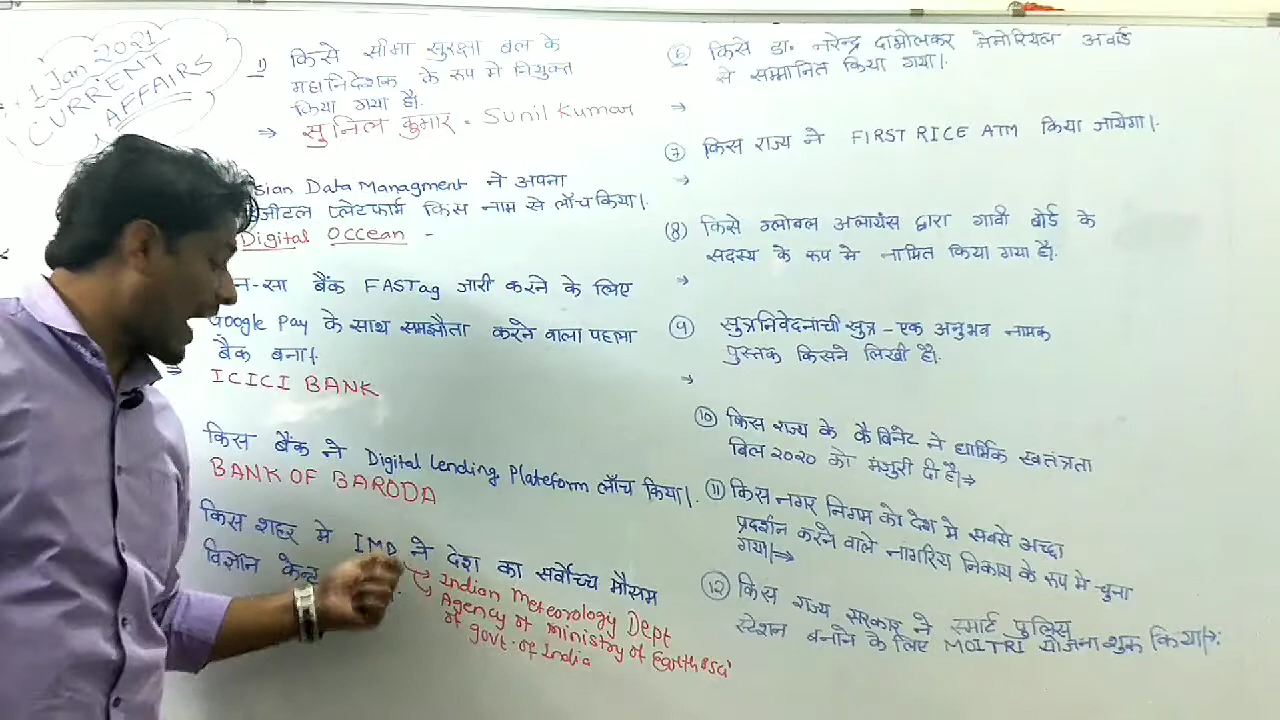 1 Jan 2021
CURRENT
AFFAIRS
1) किसे सीमा सुरक्षा बल के
महानिदेशक के रूप मे नियुक्त
किया गया है।
→ सुनिल कुमार - Sunil Kumar
sian Data Managment ने अपना
जीटल प्लेटफार्म किस नाम से लाँच किया।
Digital Occean -
न-सा बैंक FASTag जारी करने के लिए
Google Pay के साथ समझौता करने वाला पहला
बैंक बना।
→ ICICI BANK
किस बैंक ने Digital Lending Plateform लाँच किया।
BANK OF BARODA
किस शहर मे IMD ने देश का सर्वोच्च मौसम
विज्ञान केन्द्र
→ Indian Meteorology Dept
Agency of Ministry of Earth sci
of govt. of India
6 किसे डा. नरेन्द्र दाभोलकर मेमोरियल अवर्ड
से सम्मानित किया गया।
→
7 किस राज्य ने FIRST RICE ATM किया जायेगा।
→
(8) किसे ग्लोबल अलायंस द्वारा गावी बोर्ड के
सदस्य के रूप मे नामित किया गया है।
→
9 सुत्रनिवेदनाची सुत्र - एक अनुभव नामक
पुस्तक किसने लिखी है।
→
10 किस राज्य के कैबिनेट ने धार्मिक स्वतंत्रता
बिल 2020 को मंजुरी दी है।→
11 किस नगर निगम को देश मे सबसे अच्छा
प्रदर्शन करने वाले नागरिय निकाय के रूप मे चुना
गया।→
12 किस राज्य सरकार ने स्मार्ट पुलिस
स्टेशन बनाने के लिए MOITRI योजना शुरू किया।→